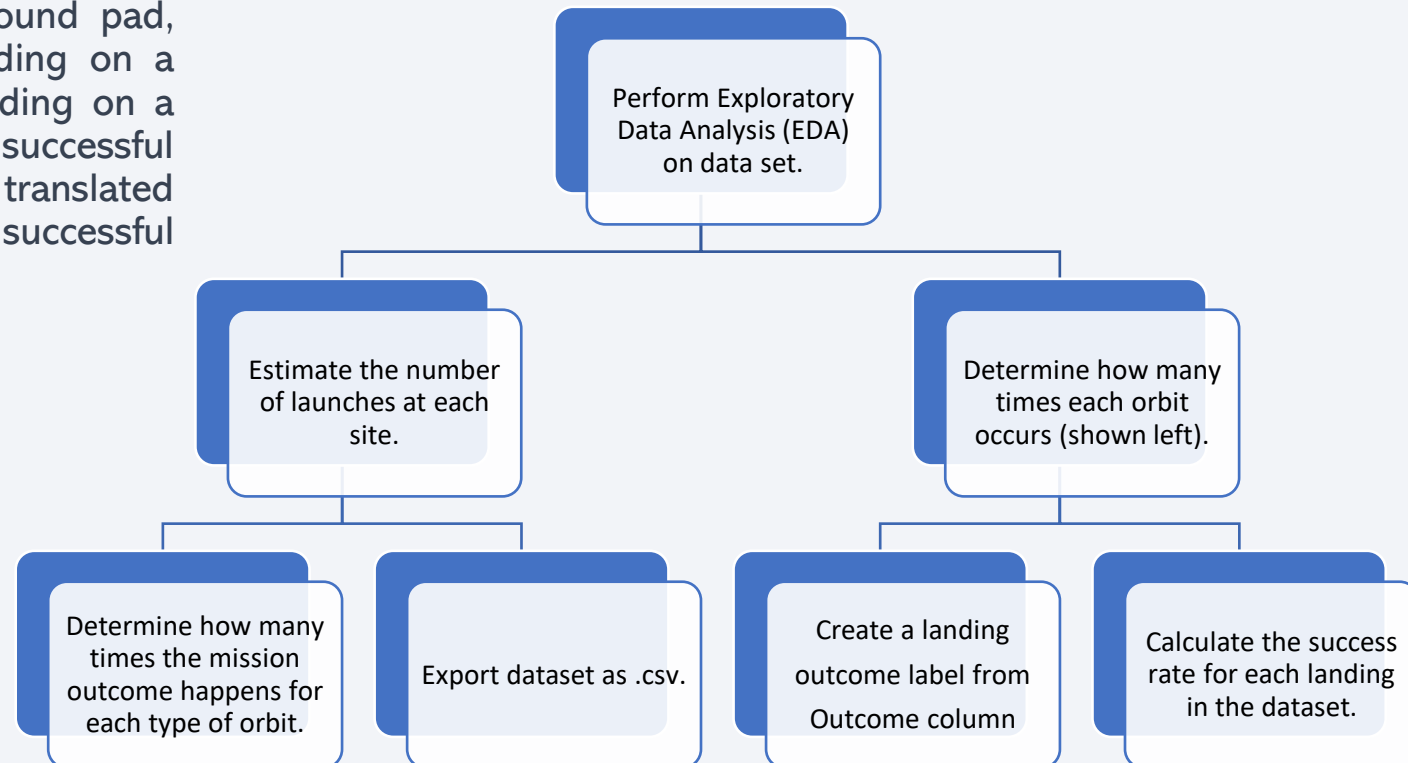 ound pad,
ding on a
ding on a
successful
translated
successful
Perform Exploratory
Data Analysis (EDA)
on data set.
Estimate the number
of launches at each
site.
Determine how many
times each orbit
occurs (shown left).
Determine how many
times the mission
outcome happens for
each type of orbit.
Export dataset as .csv.
Create a landing
outcome label from
Outcome column
Calculate the success
rate for each landing
in the dataset.